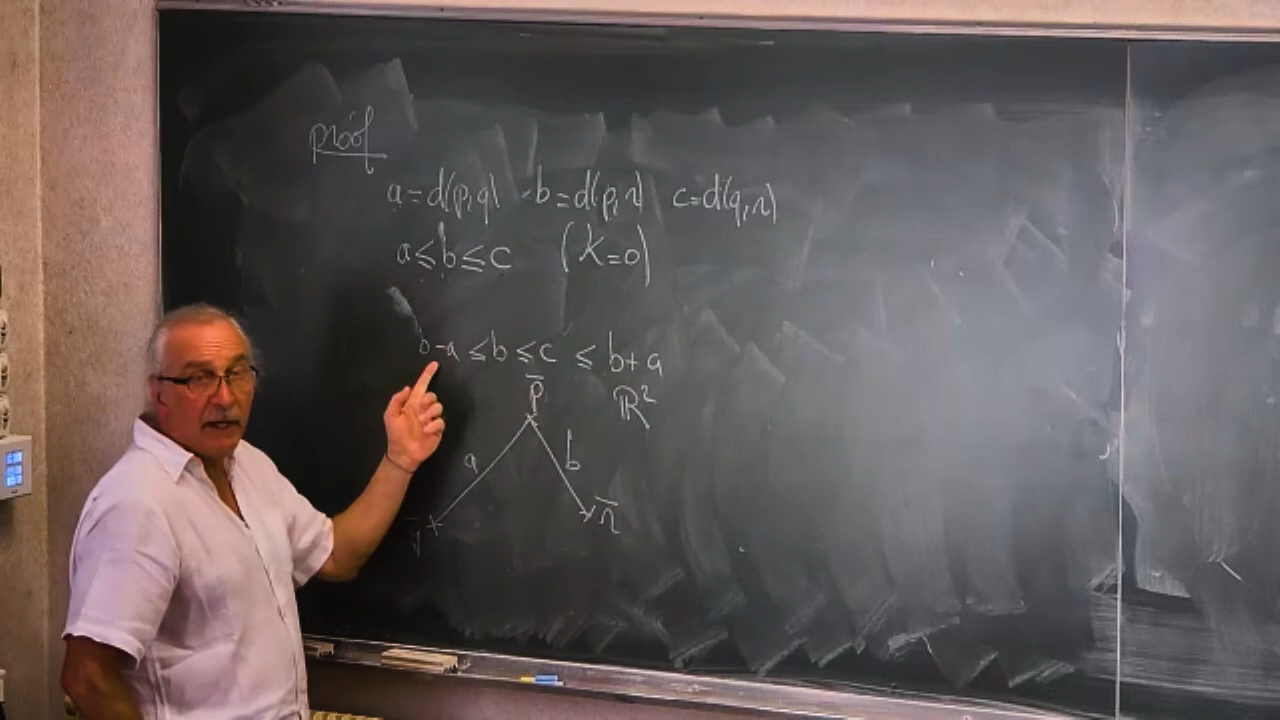 proof
a=d(p,q) b=d(p,r) c=d(q,r)
a≤b≤c (K=0)
b-a ≤b ≤c ≤ b+a
p̄ ℝ²
a b
r̄